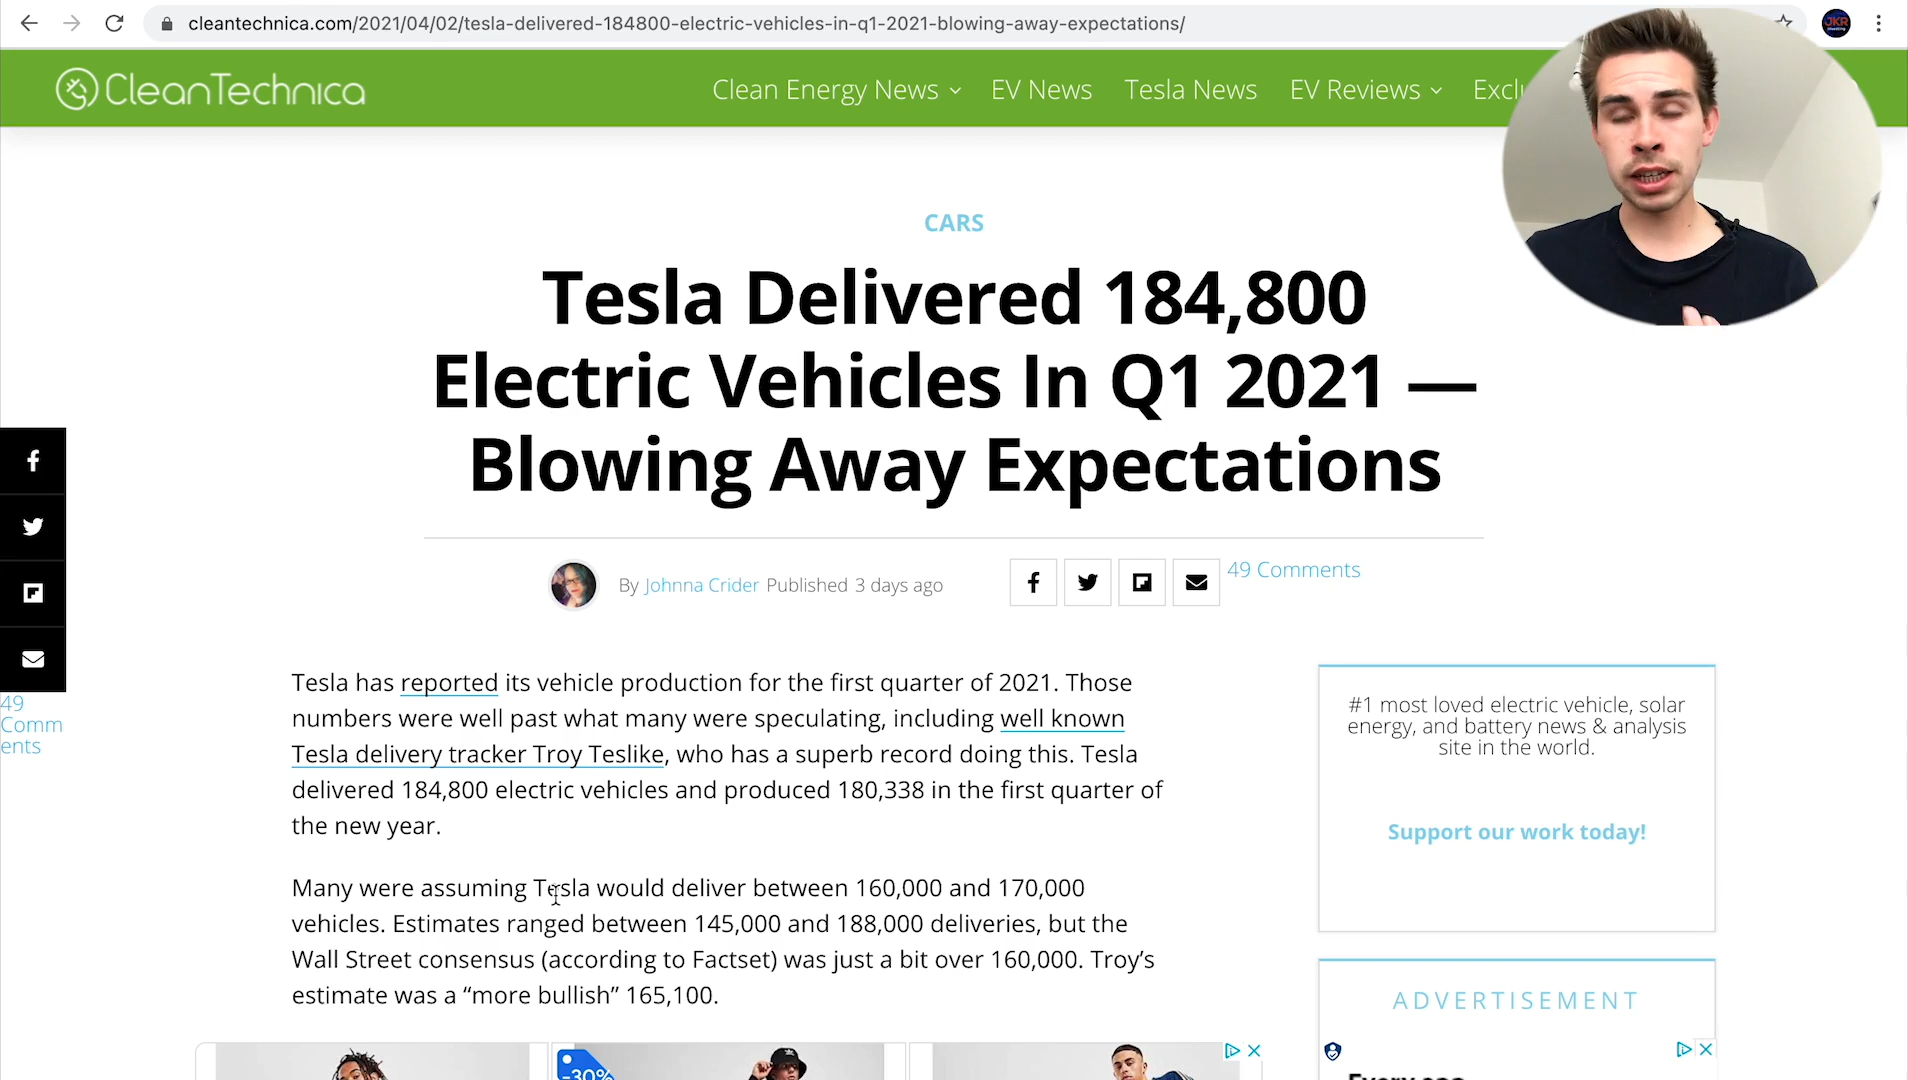 cleantechnica.com/2021/04/02/tesla-delivered-184800-electric-vehicles-in-q1-2021-blowing-away-expectations/
JKR
CleanTechnica
Clean Energy News
EV News
Tesla News
EV Reviews
CARS
Tesla Delivered 184,800
Electric Vehicles In Q1 2021 —
Blowing Away Expectations
By Johnna Crider Published 3 days ago
49 Comments
49
Comm
ents
Tesla has reported its vehicle production for the first quarter of 2021. Those
numbers were well past what many were speculating, including well known
Tesla delivery tracker Troy Teslike, who has a superb record doing this. Tesla
delivered 184,800 electric vehicles and produced 180,338 in the first quarter of
the new year.
Many were assuming Tesla would deliver between 160,000 and 170,000
vehicles. Estimates ranged between 145,000 and 188,000 deliveries, but the
Wall Street consensus (according to Factset) was just a bit over 160,000. Troy’s
estimate was a “more bullish” 165,100.
#1 most loved electric vehicle, solar
energy, and battery news & analysis
site in the world.
Support our work today!
ADVERTISEMENT
-30%